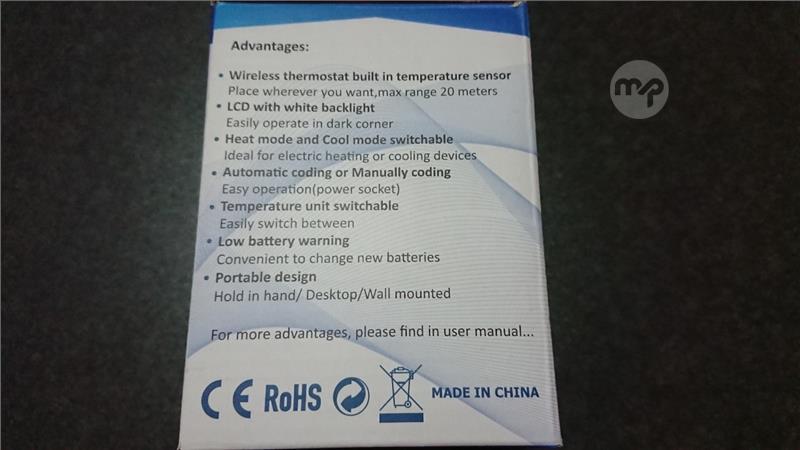 Advantages:
• Wireless thermostat built in temperature sensor
Place wherever you want,max range 20 meters
• LCD with white backlight
Easily operate in dark corner
• Heat mode and Cool mode switchable
Ideal for electric heating or cooling devices
• Automatic coding or Manually coding
Easy operation(power socket)
• Temperature unit switchable
Easily switch between
• Low battery warning
Convenient to change new batteries
• Portable design
Hold in hand/ Desktop/Wall mounted
For more advantages, please find in user manual...
CE RoHS MADE IN CHINA
mp